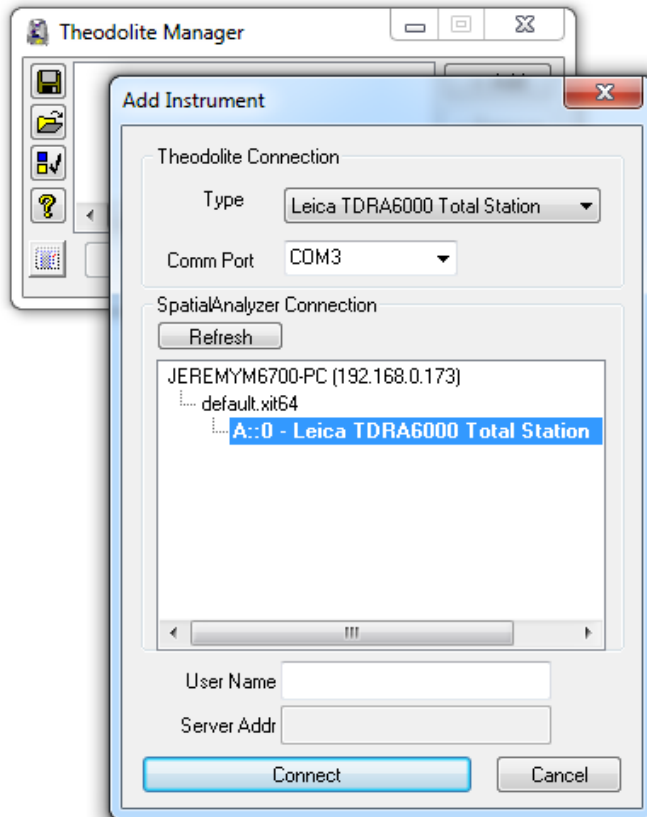 Theodolite Manager
Add Instrument
Theodolite Connection
Type Leica TDRA6000 Total Station
Comm Port COM3
SpatialAnalyzer Connection
Refresh
JEREMYM6700-PC (192.168.0.173)
default.xit64
A::0 - Leica TDRA6000 Total Station
User Name
Server Addr
Connect Cancel